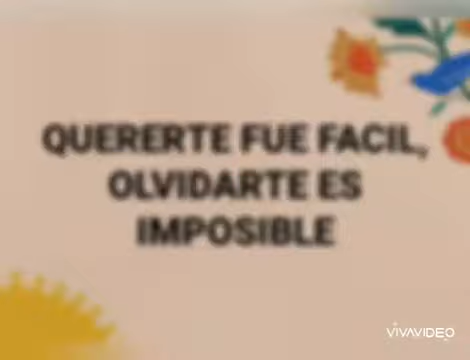 QUERERTE FUE FACIL,
OLVIDARTE ES
IMPOSIBLE
VIVAVIDEO